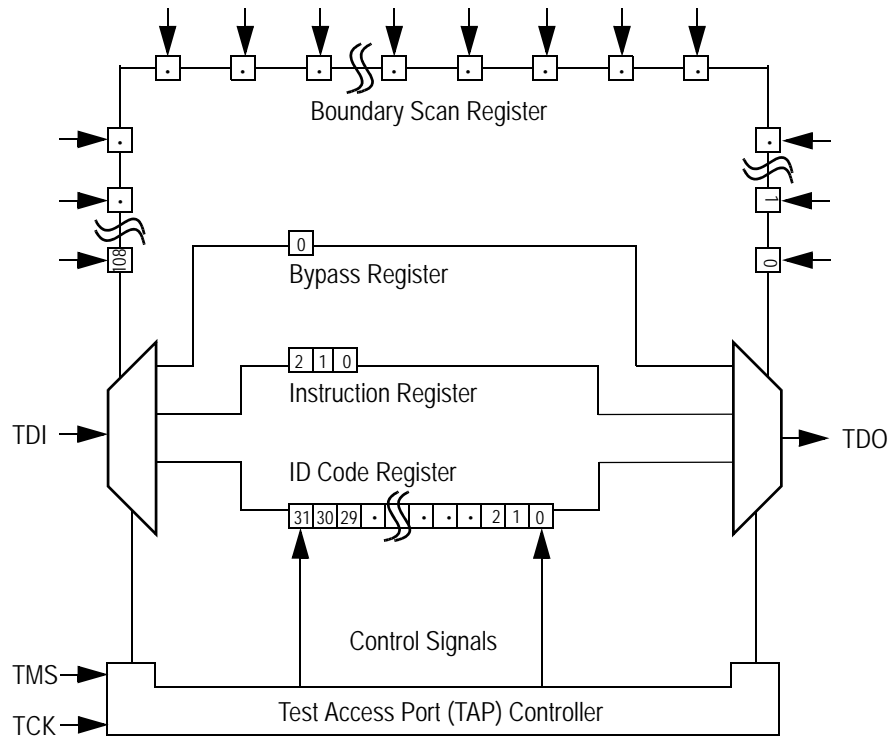 Boundary Scan Register
1
108
0
0
Bypass Register
2 1 0
Instruction Register
TDI
TDO
ID Code Register
31 30 29 . . . . 2 1 0
Control Signals
TMS
Test Access Port (TAP) Controller
TCK